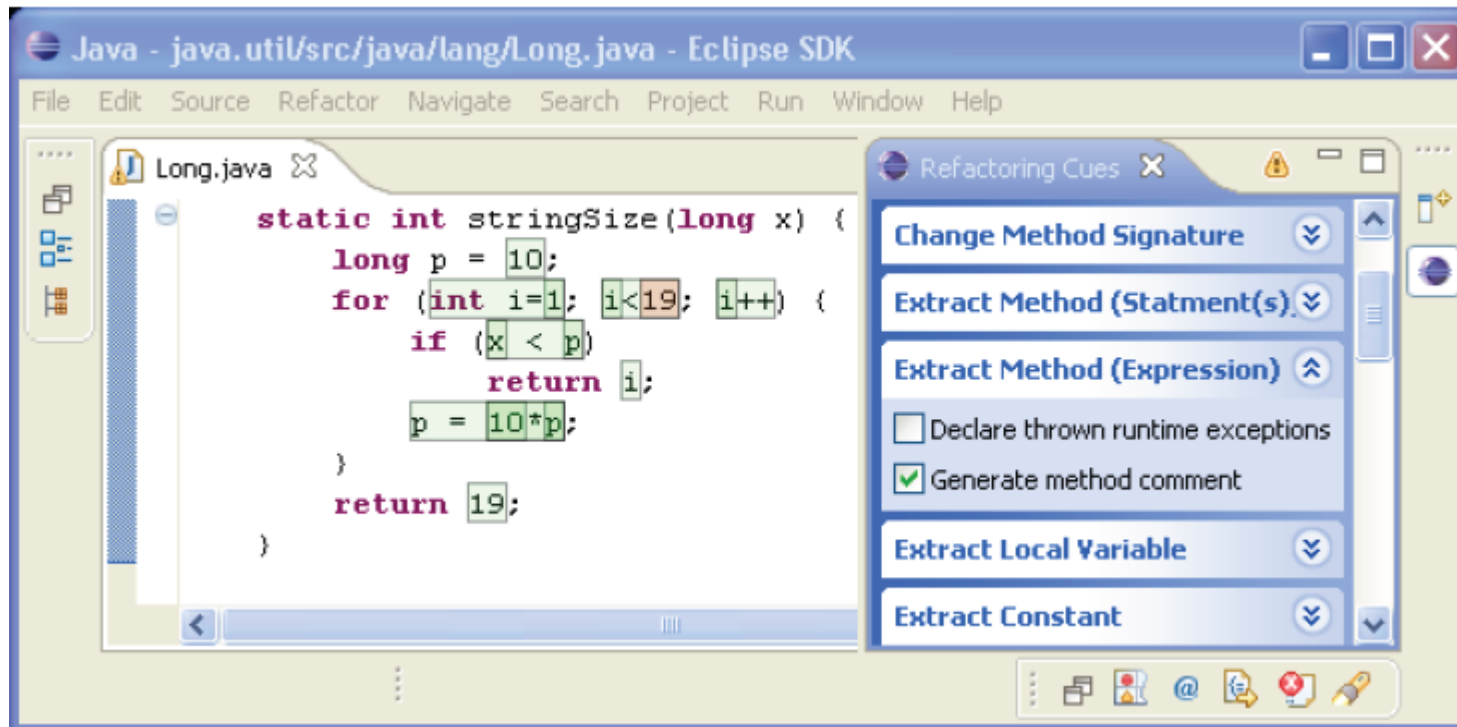 Java - java.util/src/java/lang/Long.java - Eclipse SDK
File Edit Source Refactor Navigate Search Project Run Window Help
Long.java
static int stringSize(long x) {
long p = 10;
for (int i=1; i<19; i++) {
if (x < p)
return i;
p = 10*p;
}
return 19;
}
Refactoring Cues
Change Method Signature
Extract Method (Statment(s)
Extract Method (Expression)
Declare thrown runtime exceptions
Generate method comment
Extract Local Variable
Extract Constant